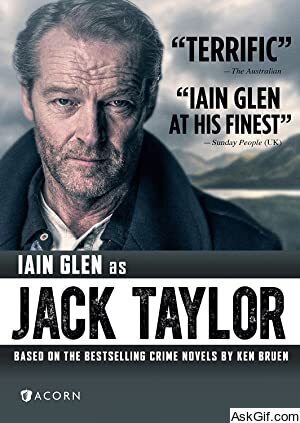 “TERRIFIC”
— The Australian
“IAIN GLEN
AT HIS FINEST”
— Sunday People (UK)
IAIN GLEN as
JACK TAYLOR
BASED ON THE BESTSELLING CRIME NOVELS BY KEN BRUEN
ACORN
AskGif.com